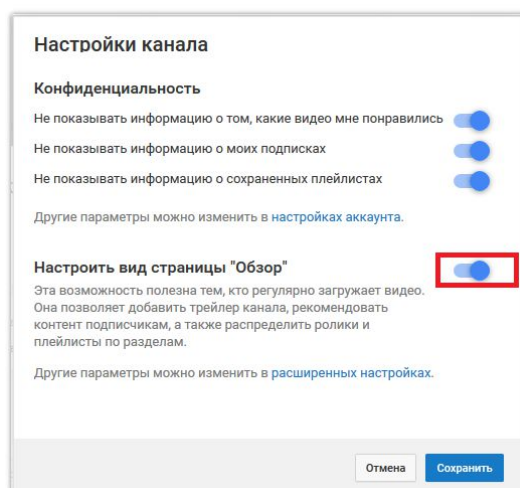 Настройки канала
Конфиденциальность
Не показывать информацию о том, какие видео мне понравились
Не показывать информацию о моих подписках
Не показывать информацию о сохраненных плейлистах
Другие параметры можно изменить в настройках аккаунта.
Настроить вид страницы "Обзор"
Эта возможность полезна тем, кто регулярно загружает видео.
Она позволяет добавить трейлер канала, рекомендовать
контент подписчикам, а также распределить ролики и
плейлисты по разделам.
Другие параметры можно изменить в расширенных настройках.
Отмена Сохранить